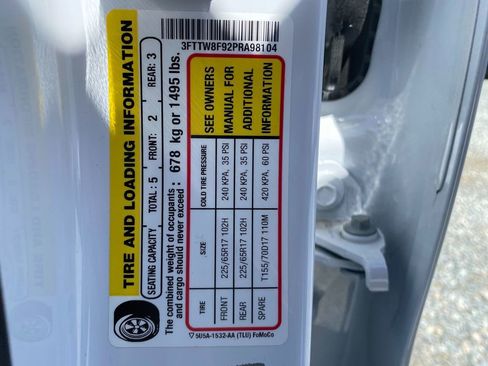 3FTTW8F92PRA98104
TIRE AND LOADING INFORMATION
SEATING CAPACITY TOTAL: 5 FRONT: 2 REAR: 3
The combined weight of occupants
and cargo should never exceed: 678 kg or 1495 lbs.
TIRE SIZE COLD TIRE PRESSURE SEE OWNERS
FRONT 225/65R17 102H 240 KPA, 35 PSI MANUAL FOR
REAR 225/65R17 102H 240 KPA, 35 PSI ADDITIONAL
SPARE T155/70D17 110M 420 KPA, 60 PSI INFORMATION
5U5A-1532-AA (TLU) FoMoCo